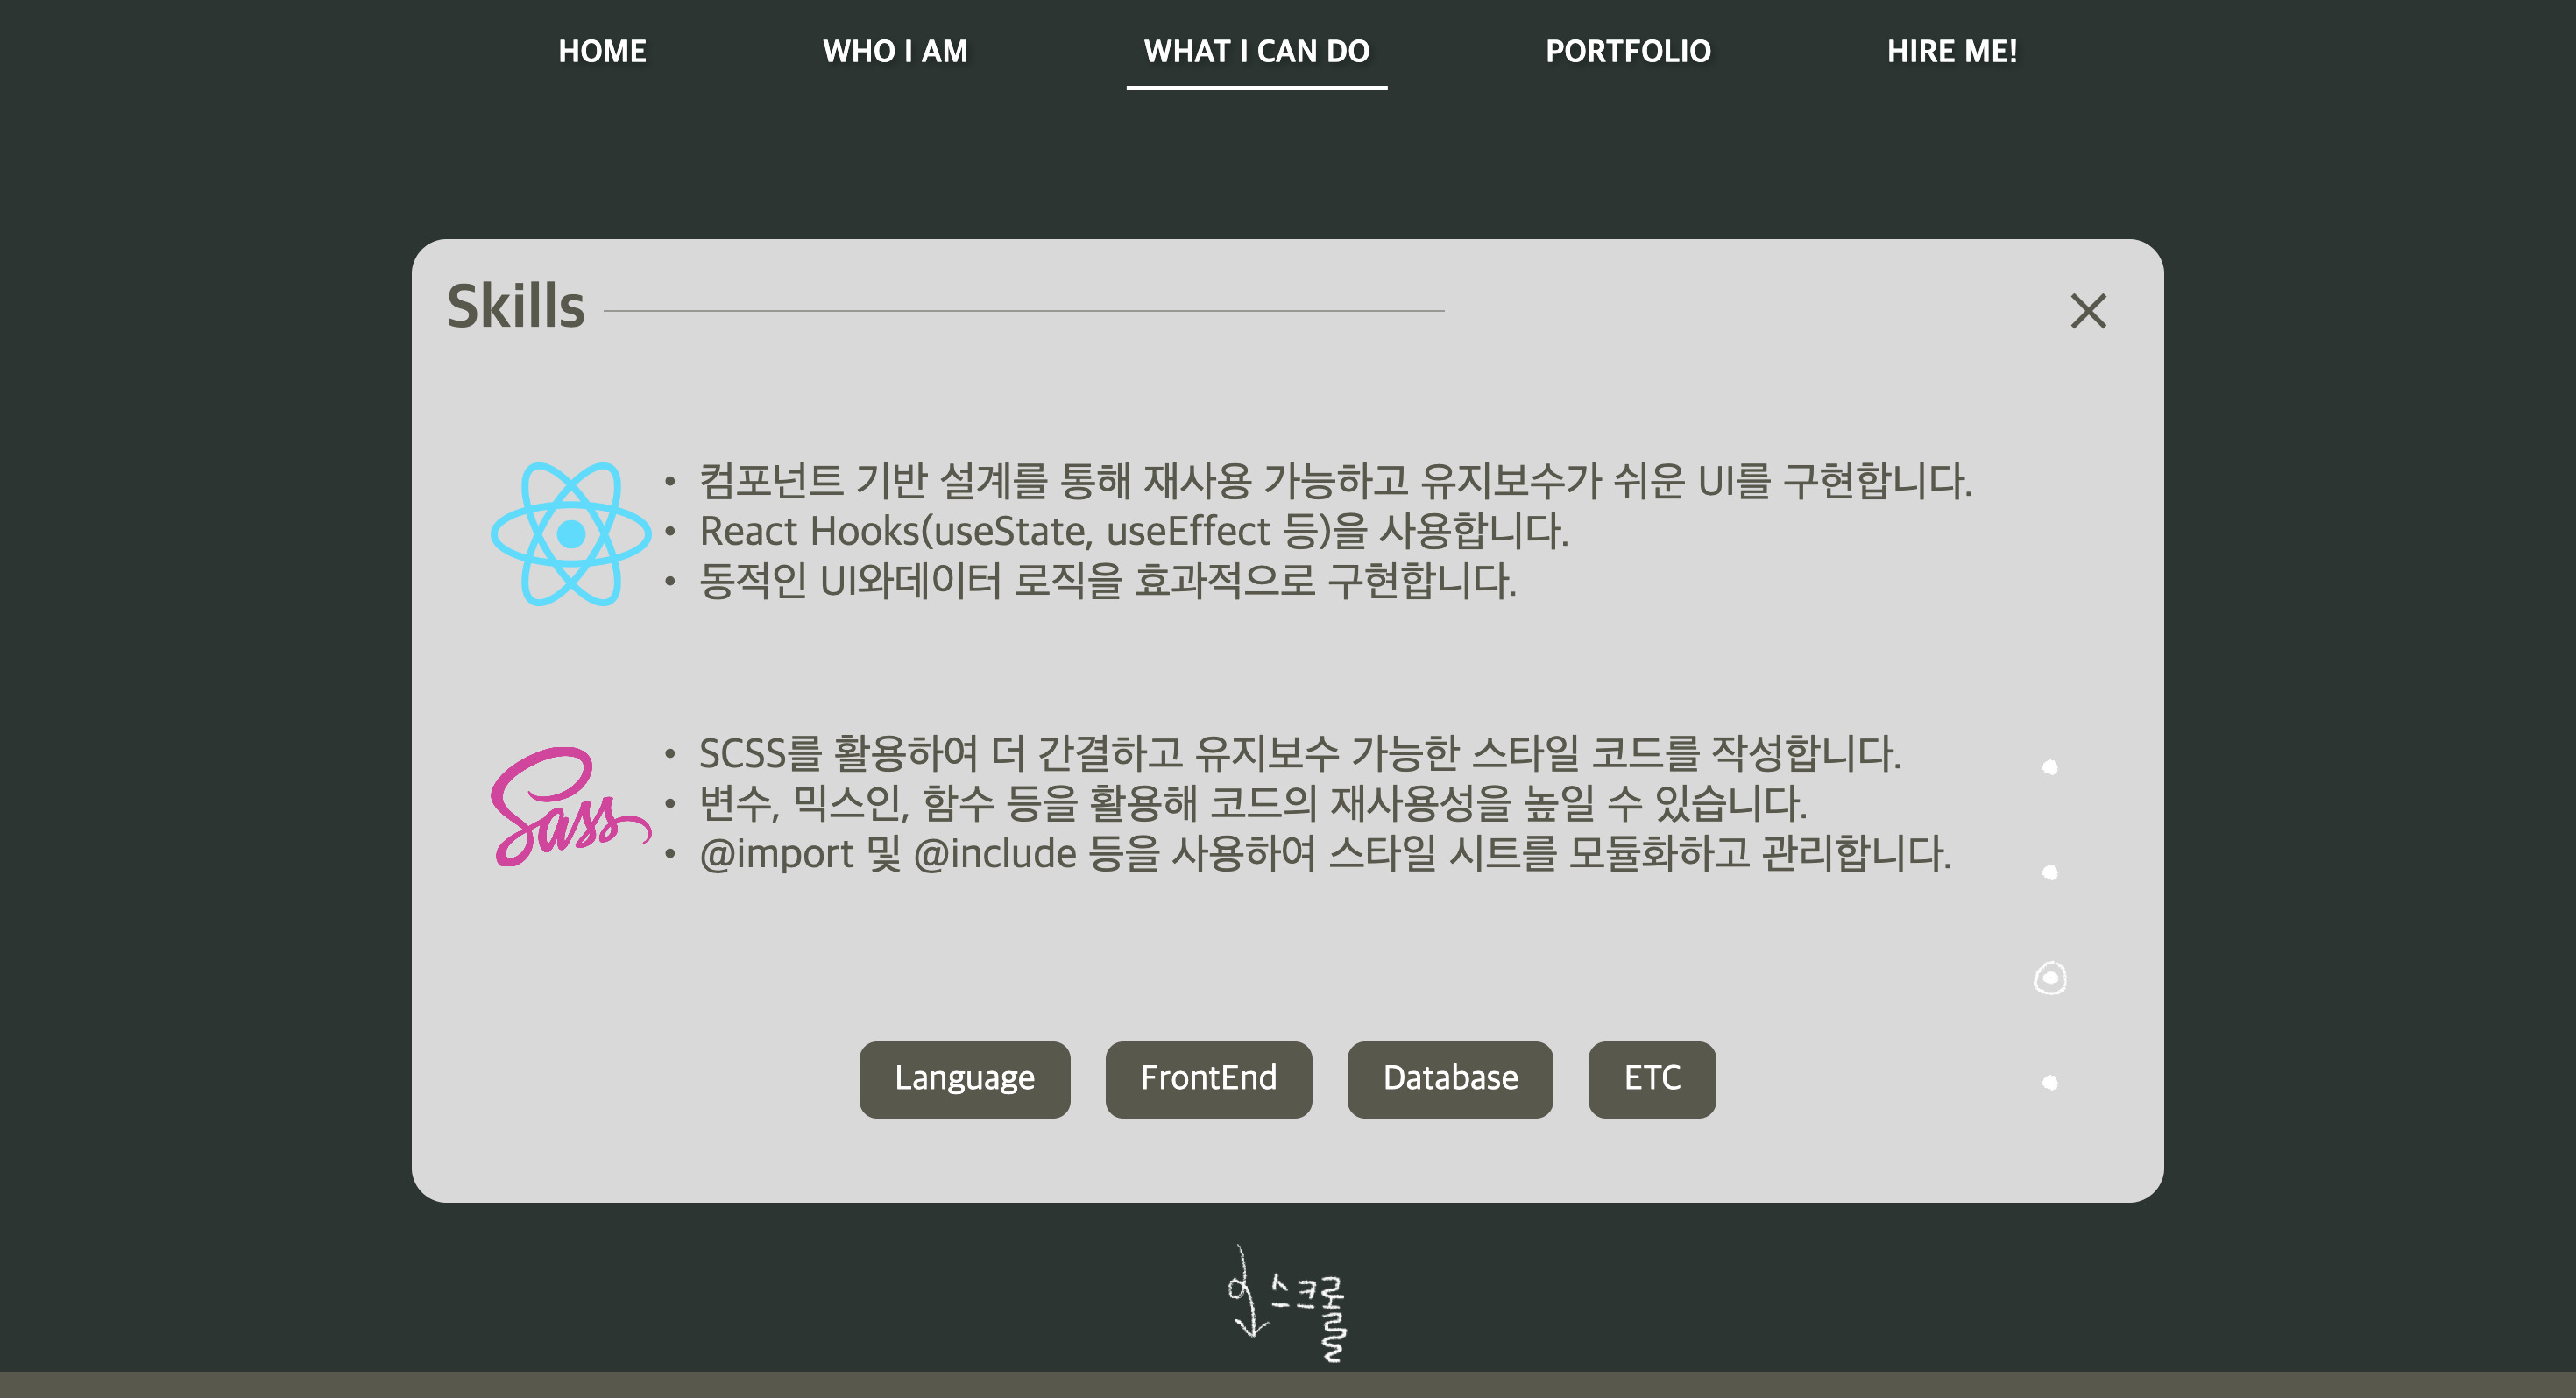 HOME WHO I AM WHAT I CAN DO PORTFOLIO HIRE ME!
Skills
• 컴포넌트 기반 설계를 통해 재사용 가능하고 유지보수가 쉬운 UI를 구현합니다.
• React Hooks(useState, useEffect 등)을 사용합니다.
• 동적인 UI와데이터 로직을 효과적으로 구현합니다.
Sass
• SCSS를 활용하여 더 간결하고 유지보수 가능한 스타일 코드를 작성합니다.
• 변수, 믹스인, 함수 등을 활용해 코드의 재사용성을 높일 수 있습니다.
• @import 및 @include 등을 사용하여 스타일 시트를 모듈화하고 관리합니다.
Language FrontEnd Database ETC
스크롤